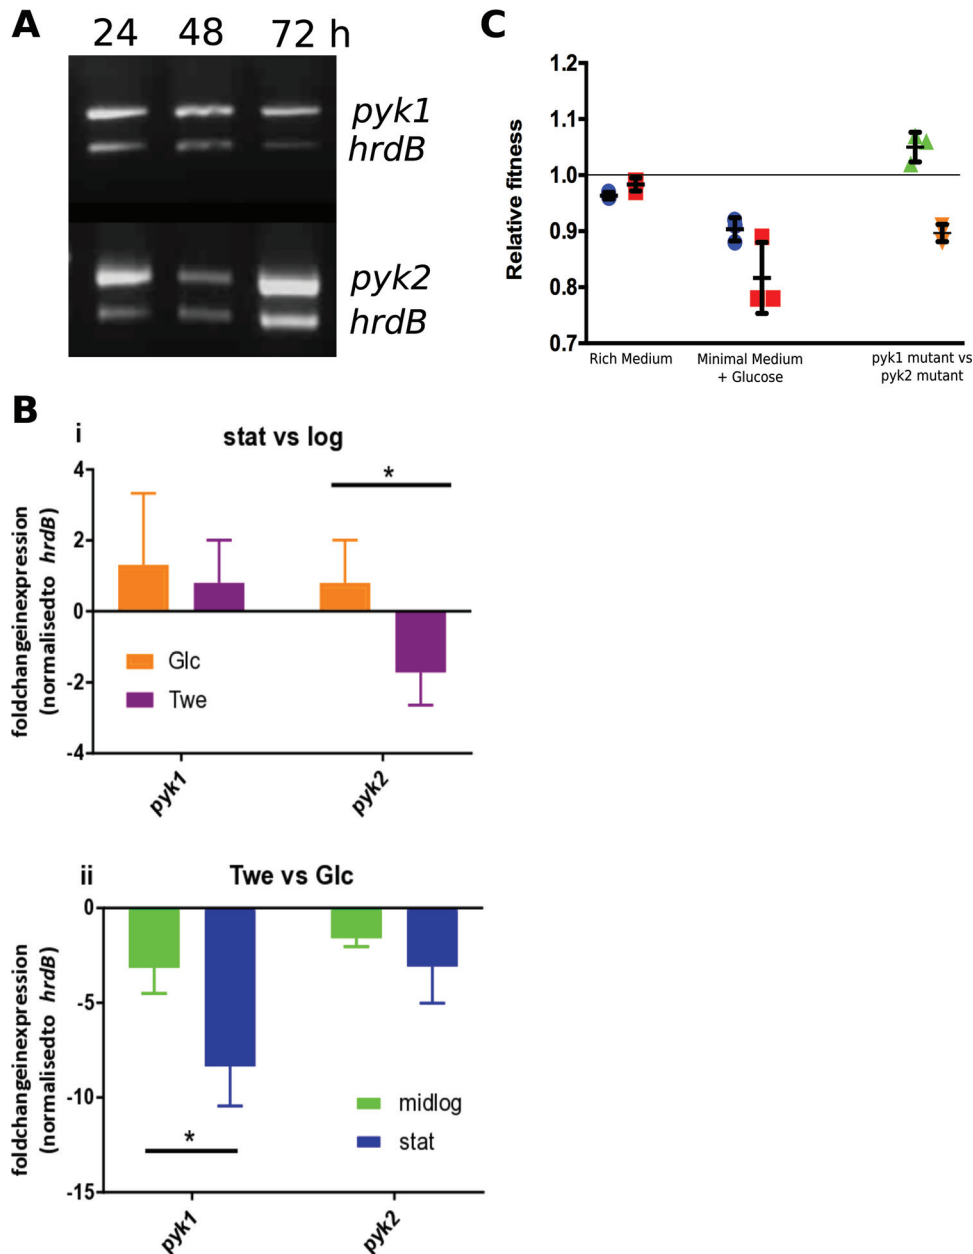 A
24 48 72 h
pyk1
hrdB
pyk2
hrdB
C
1.2
1.1
1.0
0.9
0.8
0.7
Relative fitness
Rich Medium
Minimal Medium
+ Glucose
pyk1 mutant vs
pyk2 mutant
B
i
stat vs log
4
2
0
-2
-4
foldchangeinexpression
(normalisedto hrdB)
*
Glc
Twe
pyk1
pyk2
ii
Twe vs Glc
0
-5
-10
-15
foldchangeinexpression
(normalisedto hrdB)
midlog
stat
*
pyk1
pyk2